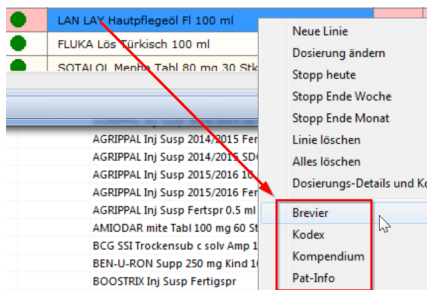 LAN LAY Hautpflegeöl Fl 100 ml
FLUKA Lös Türkisch 100 ml
SOTALOL Mepha Tabl 80 mg 30 Stk
AGRIPPAL Inj Susp 2014/2015 Fer
AGRIPPAL Inj Susp 2014/2015 SDO
AGRIPPAL Inj Susp 2015/2016 10
AGRIPPAL Inj Susp 2015/2016 Fer
AGRIPPAL Inj Susp Fertspr 0.5 ml
AMIODAR mite Tabl 100 mg 60 St
BCG SSI Trockensub c solv Amp 1
BEN-U-RON Supp 250 mg Kind 10
BOOSTRIX Inj Susp Fertigspr
Neue Linie
Dosierung ändern
Stopp heute
Stopp Ende Woche
Stopp Ende Monat
Linie löschen
Alles löschen
Dosierungs-Details und Ko
Brevier
Kodex
Kompendium
Pat-Info